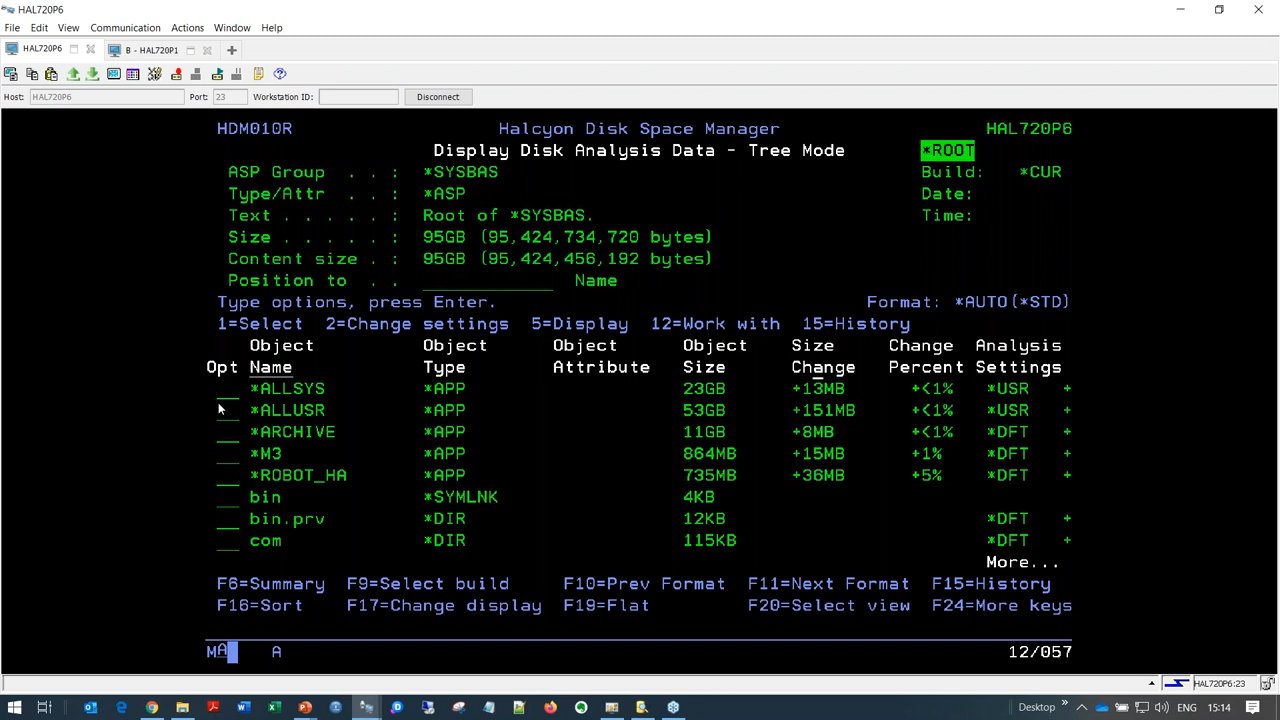 HAL720P6
File Edit View Communication Actions Window Help
HAL720P6 B - HAL720P1
Host: HAL720P6 Port: 23 Workstation ID: Disconnect
HDM010R Halcyon Disk Space Manager HAL720P6
Display Disk Analysis Data - Tree Mode *ROOT
ASP Group . . : *SYSBAS Build: *CUR
Type/Attr . . : *ASP Date:
Text . . . . . : Root of *SYSBAS. Time:
Size . . . . . : 95GB (95,424,734,720 bytes)
Content size . : 95GB (95,424,456,192 bytes)
Position to . . Name
Type options, press Enter. Format: *AUTO(*STD)
1=Select 2=Change settings 5=Display 12=Work with 15=History
Object Object Object Object Size Change Analysis
Opt Name Type Attribute Size Change Percent Settings
*ALLSYS *APP 23GB +13MB +<1% *USR +
*ALLUSR *APP 53GB +151MB +<1% *USR +
*ARCHIVE *APP 11GB +8MB +<1% *DFT +
*M3 *APP 864MB +15MB +1% *DFT +
*ROBOT_HA *APP 735MB +36MB +5% *DFT +
bin *SYMLNK 4KB
bin.prv *DIR 12KB *DFT +
com *DIR 115KB *DFT +
More...
F6=Summary F9=Select build F10=Prev Format F11=Next Format F15=History
F16=Sort F17=Change display F19=Flat F20=Select view F24=More keys
MA A 12/057
HAL720P6:23
Desktop ENG 15:14